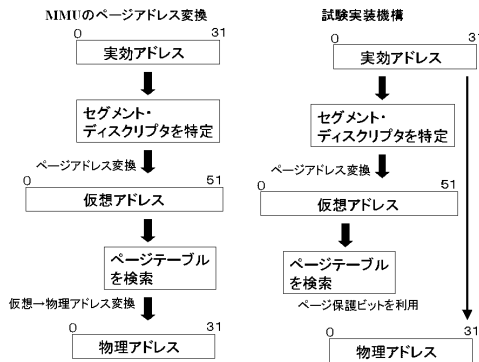 MMUのページアドレス変換
0 31
実効アドレス
セグメント・
ディスクリプタを特定
ページアドレス変換
0 51
仮想アドレス
ページテーブル
を検索
仮想→物理アドレス変換
0 31
物理アドレス
試験実装機構
0 31
実効アドレス
セグメント・
ディスクリプタを特定
ページアドレス変換
0 51
仮想アドレス
ページテーブル
を検索
ページ保護ビットを利用
0 31
物理アドレス